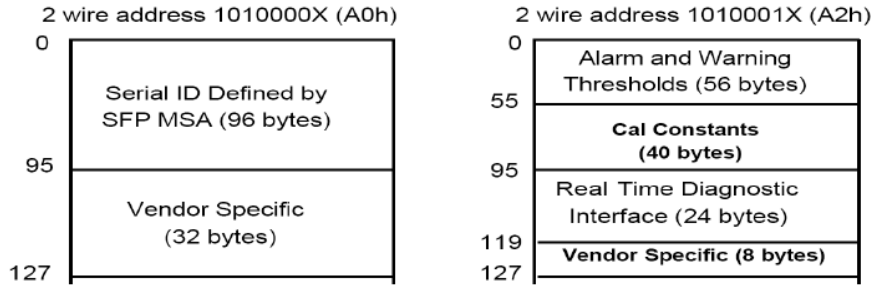 2 wire address 1010000X (A0h)
0
Serial ID Defined by
SFP MSA (96 bytes)
95
Vendor Specific
(32 bytes)
127
2 wire address 1010001X (A2h)
0
Alarm and Warning
Thresholds (56 bytes)
55
Cal Constants
(40 bytes)
95
Real Time Diagnostic
Interface (24 bytes)
119
Vendor Specific (8 bytes)
127